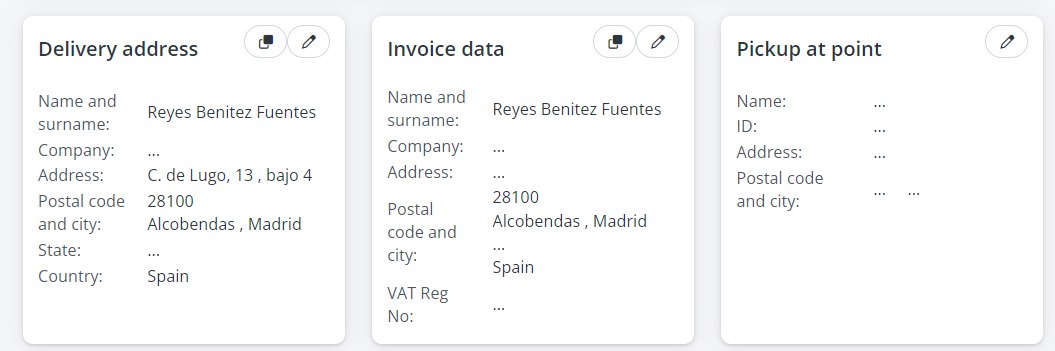 Delivery address
Name and
surname:
Reyes Benitez Fuentes
Company:
...
Address:
C. de Lugo, 13 , bajo 4
Postal code
and city:
28100
Alcobendas , Madrid
State:
...
Country:
Spain
Invoice data
Name and
surname:
Reyes Benitez Fuentes
Company:
...
Address:
...
Postal
code and
city:
28100
Alcobendas , Madrid
...
Spain
VAT Reg
No:
...
Pickup at point
Name:
...
ID:
...
Address:
...
Postal code
and city:
... ...